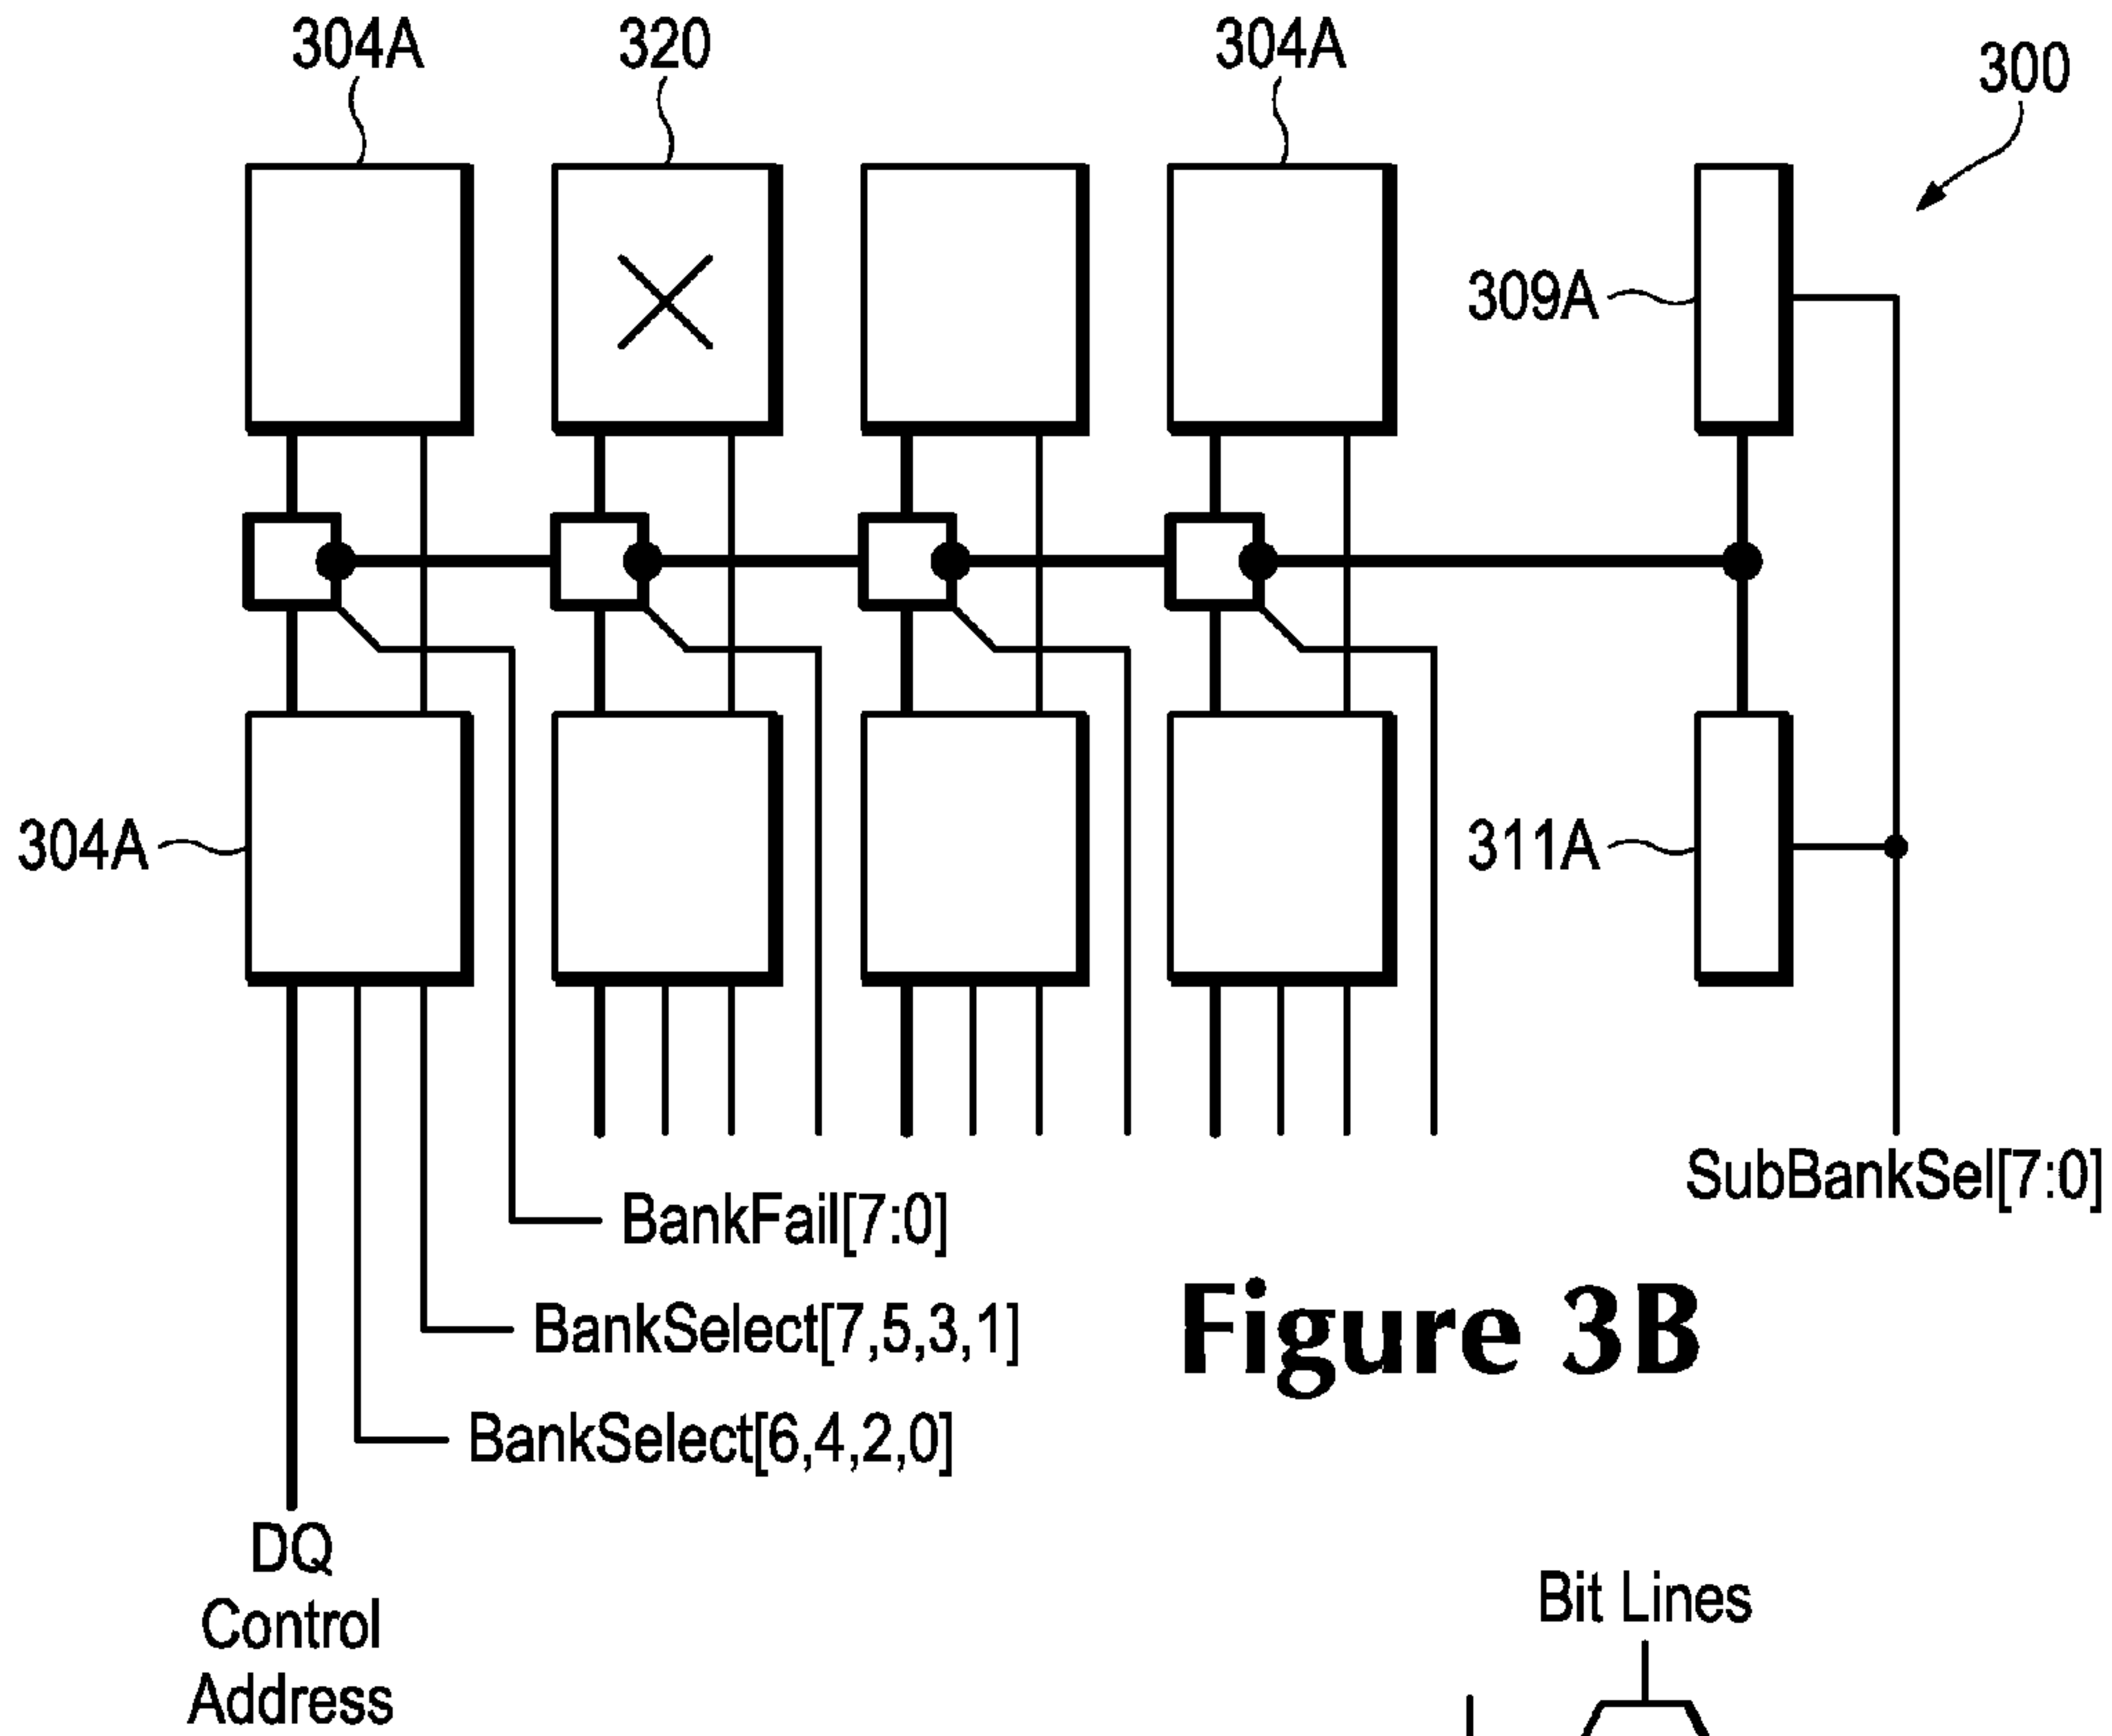 304A
320
304A
300
309A
304A
311A
SubBankSel[7:0]
BankFail[7:0]
BankSelect[7,5,3,1]
Figure 3B
BankSelect[6,4,2,0]
DQ
Control
Address
Bit Lines